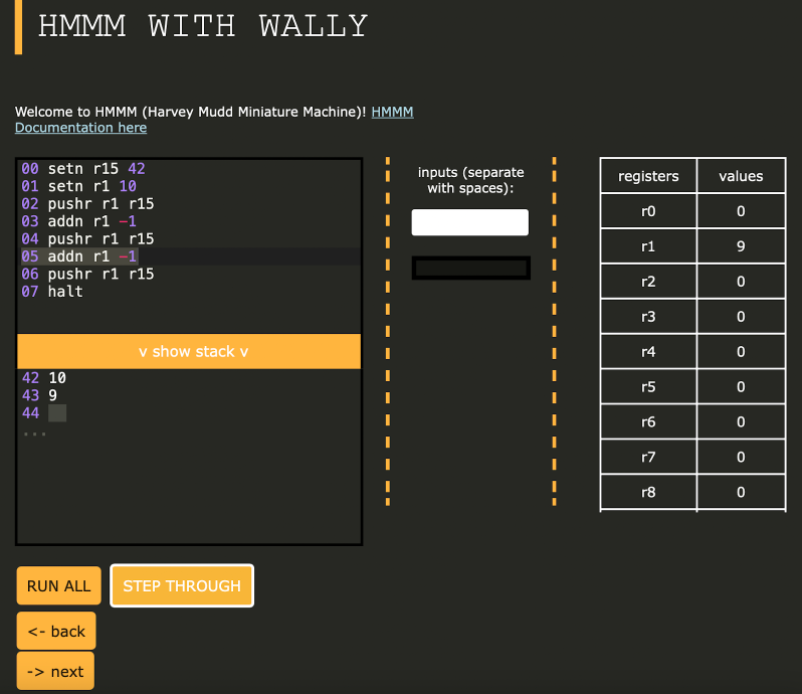 HMMM WITH WALLY
Welcome to HMMM (Harvey Mudd Miniature Machine)! HMMM
Documentation here
00 setn r15 42
01 setn r1 10
02 pushr r1 r15
03 addn r1 -1
04 pushr r1 r15
05 addn r1 -1
06 pushr r1 r15
07 halt
v show stack v
42 10
43 9
44
...
inputs (separate
with spaces):
registers values
r0 0
r1 9
r2 0
r3 0
r4 0
r5 0
r6 0
r7 0
r8 0
RUN ALL STEP THROUGH
<- back
-> next